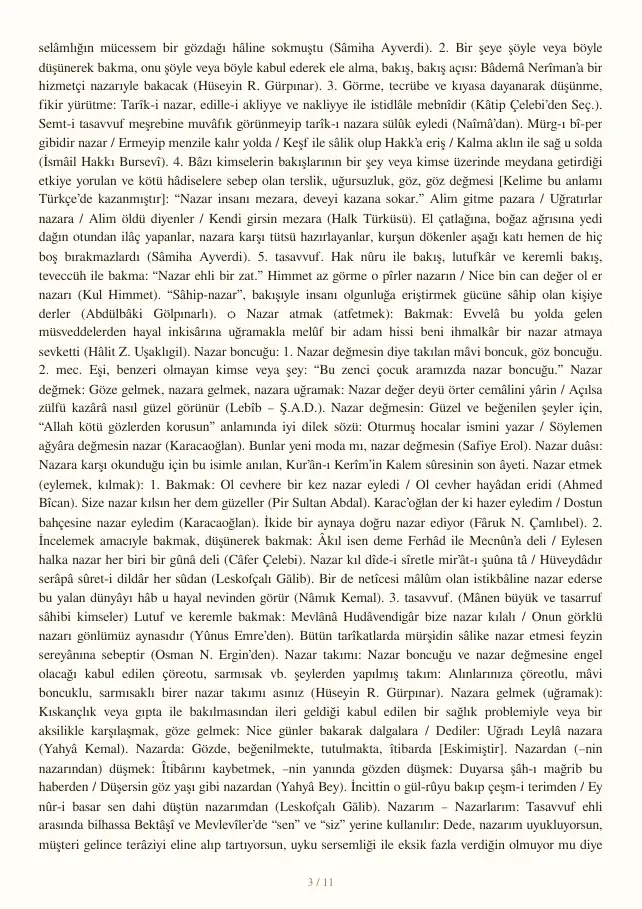 selâmlığın mücessem bir gözdağı hâline sokmuştu (Sâmiha Ayverdi). 2. Bir şeye şöyle veya böyle
düşünerek bakma, onu şöyle veya böyle kabul ederek ele alma, bakış, bakış açısı: Bâdemâ Nerîman’a bir
hizmetçi nazarıyle bakacak (Hüseyin R. Gürpınar). 3. Görme, tecrübe ve kıyasa dayanarak düşünme,
fikir yürütme: Tarîk-i nazar, edille-i akliyye ve nakliyye ile istidlâle mebnîdir (Kâtip Çelebi’den Seç.).
Semt-i tasavvuf meşrebine muvâfık görünmeyip tarîk-ı nazara sülûk eyledi (Naîmâ’dan). Mürg-ı bî-per
gibidir nazar / Ermeyip menzile kalır yolda / Keşf ile sâlik olup Hakk’a eriş / Kalma aklın ile sağ u solda
(İsmâil Hakkı Bursevî). 4. Bâzı kimselerin bakışlarının bir şey veya kimse üzerinde meydana getirdiği
etkiye yorulan ve kötü hâdiselere sebep olan terslik, uğursuzluk, göz, göz değmesi [Kelime bu anlamı
Türkçe’de kazanmıştır]: “Nazar insanı mezara, deveyi kazana sokar.” Alim gitme pazara / Uğratırlar
nazara / Alim öldü diyenler / Kendi girsin mezara (Halk Türküsü). El çatlağına, boğaz ağrısına yedi
dağın otundan ilâç yapanlar, nazara karşı tütsü hazırlayanlar, kurşun dökenler aşağı katı hemen de hiç
boş bırakmazlardı (Sâmiha Ayverdi). 5. tasavvuf. Hak nûru ile bakış, lutufkâr ve keremli bakış,
teveccüh ile bakma: “Nazar ehli bir zat.” Himmet az görme o pîrler nazarın / Nice bin can değer ol er
nazarı (Kul Himmet). “Sâhip-nazar”, bakışıyle insanı olgunluğa eriştirmek gücüne sâhip olan kişiye
derler (Abdülbâki Gölpınarlı). ѻ Nazar atmak (atfetmek): Bakmak: Evvelâ bu yolda gelen
müsveddelerden hayal inkisârına uğramakla melûf bir adam hissi beni ihmalkâr bir nazar atmaya
sevketti (Hâlit Z. Uşaklıgil). Nazar boncuğu: 1. Nazar değmesin diye takılan mâvi boncuk, göz boncuğu.
2. mec. Eşi, benzeri olmayan kimse veya şey: “Bu zenci çocuk aramızda nazar boncuğu.” Nazar
değmek: Göze gelmek, nazara gelmek, nazara uğramak: Nazar değer deyü örter cemâlini yârin / Açılsa
zülfü kazârâ nasıl güzel görünür (Lebîb – Ş.A.D.). Nazar değmesin: Güzel ve beğenilen şeyler için,
“Allah kötü gözlerden korusun” anlamında iyi dilek sözü: Oturmuş hocalar ismini yazar / Söylemen
ağyâra değmesin nazar (Karacaoğlan). Bunlar yeni moda mı, nazar değmesin (Safiye Erol). Nazar duâsı:
Nazara karşı okunduğu için bu isimle anılan, Kur’ân-ı Kerîm’in Kalem sûresinin son âyeti. Nazar etmek
(eylemek, kılmak): 1. Bakmak: Ol cevhere bir kez nazar eyledi / Ol cevher hayâdan eridi (Ahmed
Bîcan). Size nazar kılsın her dem güzeller (Pir Sultan Abdal). Karac’oğlan der ki hazer eyledim / Dostun
bahçesine nazar eyledim (Karacaoğlan). İkide bir aynaya doğru nazar ediyor (Fâruk N. Çamlıbel). 2.
İncelemek amacıyle bakmak, düşünerek bakmak: Âkıl isen deme Ferhâd ile Mecnûn’a deli / Eylesen
halka nazar her biri bir gûnâ deli (Câfer Çelebi). Nazar kıl dîde-i sîretle mir’ât-ı şuûna tâ / Hüveydâdır
serâpâ sûret-i dildâr her sûdan (Leskofçalı Gālib). Bir de netîcesi mâlûm olan istikbâline nazar ederse
bu yalan dünyâyı hâb u hayal nevinden görür (Nâmık Kemal). 3. tasavvuf. (Mânen büyük ve tasarruf
sâhibi kimseler) Lutuf ve keremle bakmak: Mevlânâ Hudâvendigâr bize nazar kılalı / Onun görklü
nazarı gönlümüz aynasıdır (Yûnus Emre’den). Bütün tarîkatlarda mürşidin sâlike nazar etmesi feyzin
sereyânına sebeptir (Osman N. Ergin’den). Nazar takımı: Nazar boncuğu ve nazar değmesine engel
olacağı kabul edilen çöreotu, sarmısak vb. şeylerden yapılmış takım: Alınlarınıza çöreotlu, mâvi
boncuklu, sarmısaklı birer nazar takımı asınız (Hüseyin R. Gürpınar). Nazara gelmek (uğramak):
Kıskançlık veya gıpta ile bakılmasından ileri geldiği kabul edilen bir sağlık problemiyle veya bir
aksilikle karşılaşmak, göze gelmek: Nice günler bakarak dalgalara / Dediler: Uğradı Leylâ nazara
(Yahyâ Kemal). Nazarda: Gözde, beğenilmekte, tutulmakta, îtibarda [Eskimiştir]. Nazardan (–nin
nazarından) düşmek: Îtibârını kaybetmek, –nin yanında gözden düşmek: Duyarsa şâh-ı mağrib bu
haberden / Düşersin göz yaşı gibi nazardan (Yahyâ Bey). İncittin o gül-rûyu bakıp çeşm-i terimden / Ey
nûr-i basar sen dahi düştün nazarımdan (Leskofçalı Gālib). Nazarım – Nazarlarım: Tasavvuf ehli
arasında bilhassa Bektâşî ve Mevlevîler’de “sen” ve “siz” yerine kullanılır: Dede, nazarım uyukluyorsun,
müşteri gelince terâziyi eline alıp tartıyorsun, uyku sersemliği ile eksik fazla verdiğin olmuyor mu diye
3 / 11